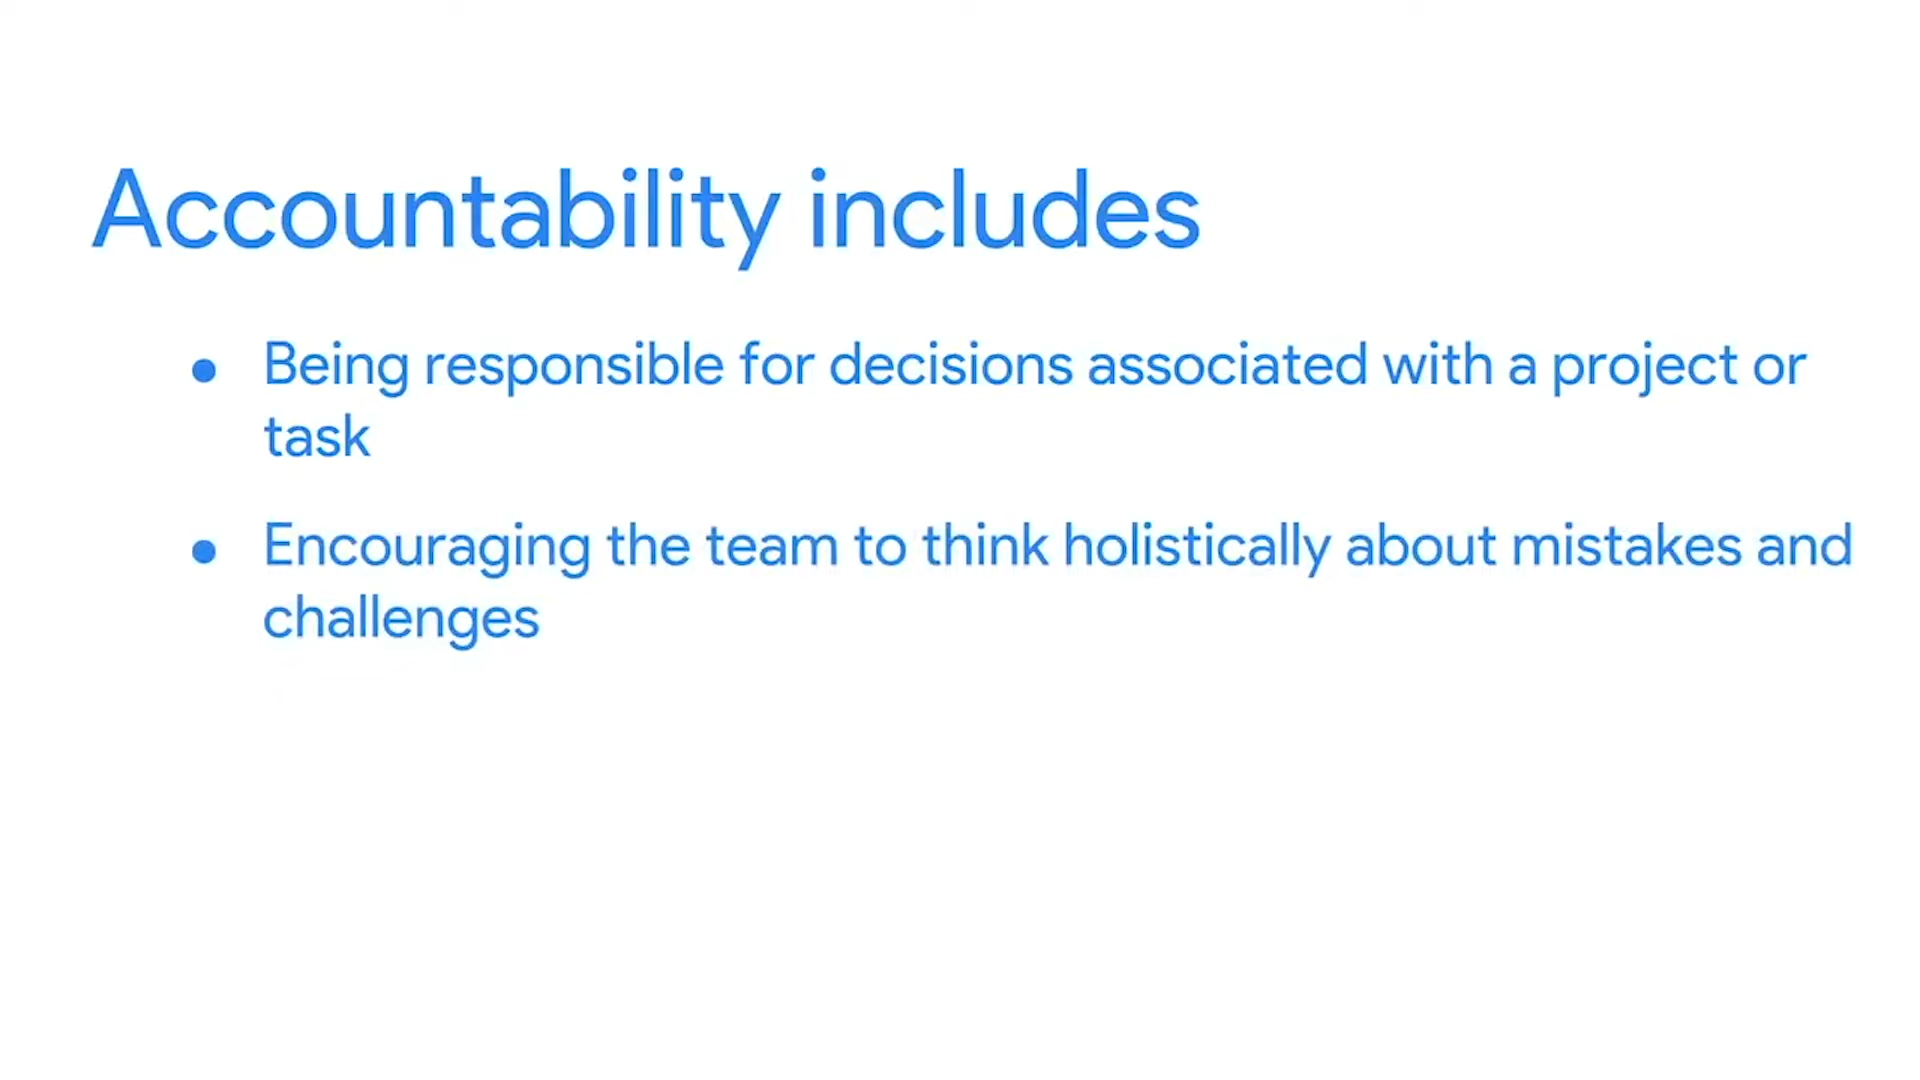 Accountability includes
● Being responsible for decisions associated with a project or
task
● Encouraging the team to think holistically about mistakes and
challenges